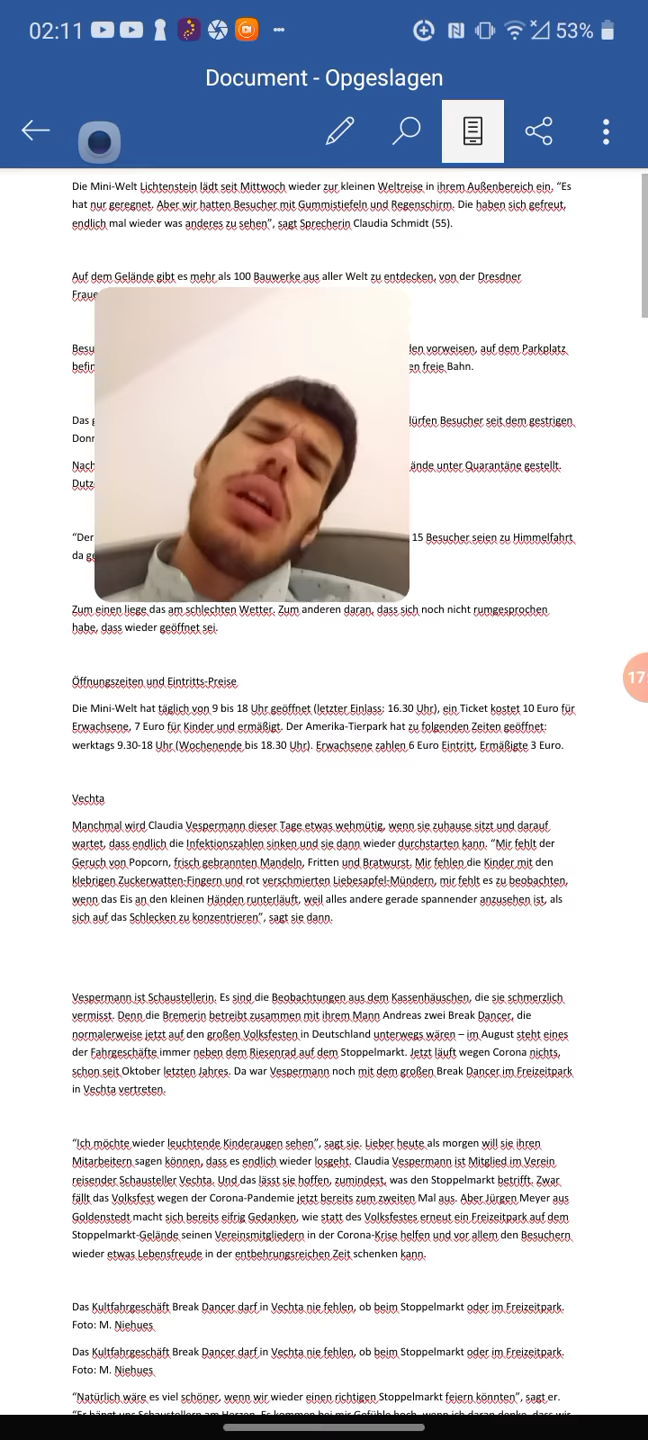 02:11
53%
Document - Opgeslagen
Die Mini-Welt Lichtenstein lädt seit Mittwoch wieder zur kleinen Weltreise in ihrem Außenbereich ein. “Es
hat nur geregnet. Aber wir hatten Besucher mit Gummistiefeln und Regenschirm. Die haben sich gefreut,
endlich mal wieder was anderes zu sehen”, sagt Sprecherin Claudia Schmidt (55).
Auf dem Gelände gibt es mehr als 100 Bauwerke aus aller Welt zu entdecken, von der Dresdner
Fraue
Besu den vorweisen, auf dem Parkplatz
befin en freie Bahn.
Das g dürfen Besucher seit dem gestrigen
Donn
Nach ände unter Quarantäne gestellt.
Dutze
“Der 15 Besucher seien zu Himmelfahrt
da ge
Zum einen liege das am schlechten Wetter. Zum anderen daran, dass sich noch nicht rumgesprochen
habe, dass wieder geöffnet sei.
17
Öffnungszeiten und Eintritts-Preise
Die Mini-Welt hat täglich von 9 bis 18 Uhr geöffnet (letzter Einlass: 16.30 Uhr), ein Ticket kostet 10 Euro für
Erwachsene, 7 Euro für Kinder und ermäßigt. Der Amerika-Tierpark hat zu folgenden Zeiten geöffnet:
werktags 9.30-18 Uhr (Wochenende bis 18.30 Uhr). Erwachsene zahlen 6 Euro Eintritt, Ermäßigte 3 Euro.
Vechta
Manchmal wird Claudia Vespermann dieser Tage etwas wehmütig, wenn sie zuhause sitzt und darauf
wartet, dass endlich die Infektionszahlen sinken und sie dann wieder durchstarten kann. “Mir fehlt der
Geruch von Popcorn, frisch gebrannten Mandeln, Fritten und Bratwurst. Mir fehlen die Kinder mit den
klebrigen Zuckerwatten-Fingern und rot verschmierten Liebesapfel-Mündern, mir fehlt es zu beobachten,
wenn das Eis an den kleinen Händen runterläuft, weil alles andere gerade spannender anzusehen ist, als
sich auf das Schlecken zu konzentrieren”, sagt sie dann.
Vespermann ist Schaustellerin. Es sind die Beobachtungen aus dem Kassenhäuschen, die sie schmerzlich
vermisst. Denn die Bremerin betreibt zusammen mit ihrem Mann Andreas zwei Break Dancer, die
normalerweise jetzt auf den großen Volksfesten in Deutschland unterwegs wären – im August steht eines
der Fahrgeschäfte immer neben dem Riesenrad auf dem Stoppelmarkt. Jetzt läuft wegen Corona nichts,
schon seit Oktober letzten Jahres. Da war Vespermann noch mit dem großen Break Dancer im Freizeitpark
in Vechta vertreten.
“Ich möchte wieder leuchtende Kinderaugen sehen”, sagt sie. Lieber heute als morgen will sie ihren
Mitarbeitern sagen können, dass es endlich wieder losgeht. Claudia Vespermann ist Mitglied im Verein
reisender Schausteller Vechta. Und das lässt sie hoffen, zumindest, was den Stoppelmarkt betrifft. Zwar
fällt das Volksfest wegen der Corona-Pandemie jetzt bereits zum zweiten Mal aus. Aber Jürgen Meyer aus
Goldenstedt macht sich bereits eifrig Gedanken, wie statt des Volksfestes erneut ein Freizeitpark auf dem
Stoppelmarkt-Gelände seinen Vereinsmitgliedern in der Corona-Krise helfen und vor allem den Besuchern
wieder etwas Lebensfreude in der entbehrungsreichen Zeit schenken kann.
Das Kultfahrgeschäft Break Dancer darf in Vechta nie fehlen, ob beim Stoppelmarkt oder im Freizeitpark.
Foto: M. Niehues
Das Kultfahrgeschäft Break Dancer darf in Vechta nie fehlen, ob beim Stoppelmarkt oder im Freizeitpark.
Foto: M. Niehues
“Natürlich wäre es viel schöner, wenn wir wieder einen richtigen Stoppelmarkt feiern könnten”, sagt er.
“Er hängt uns Schaustellern am Herzen. Es kommen bei mir Gefühle hoch, wenn ich daran denke, dass wir